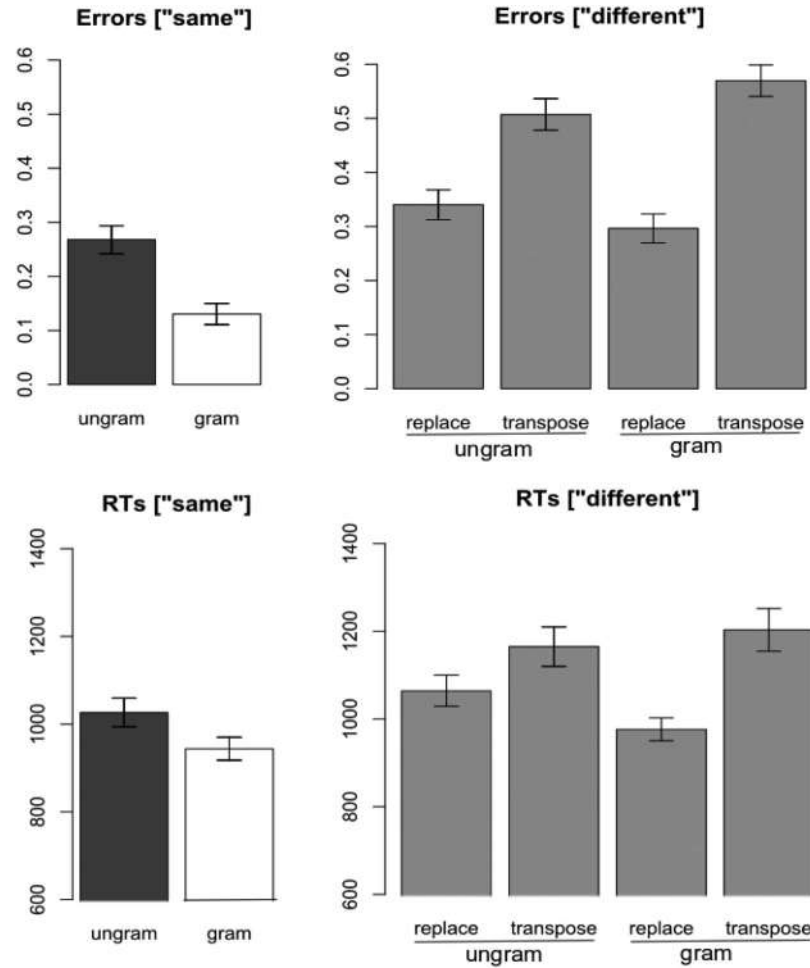 Errors ["same"]
0.6
0.5
0.4
0.3
0.2
0.1
0.0
ungram gram
Errors ["different"]
0.6
0.5
0.4
0.3
0.2
0.1
0.0
replace transpose replace transpose
ungram gram
RTs ["same"]
1400
1200
1000
800
600
ungram gram
RTs ["different"]
1400
1200
1000
800
600
replace transpose replace transpose
ungram gram